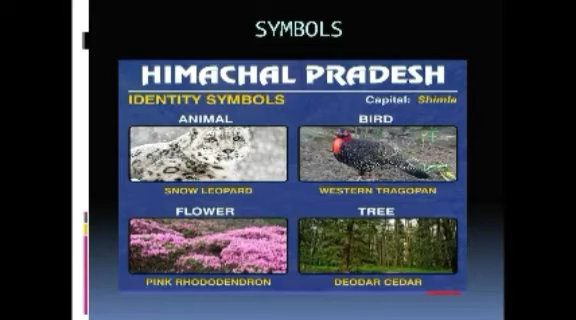 SYMBOLS
HIMACHAL PRADESH
IDENTITY SYMBOLS Capital: Shimla
ANIMAL BIRD
SNOW LEOPARD WESTERN TRAGOPAN
FLOWER TREE
PINK RHODODENDRON DEODAR CEDAR